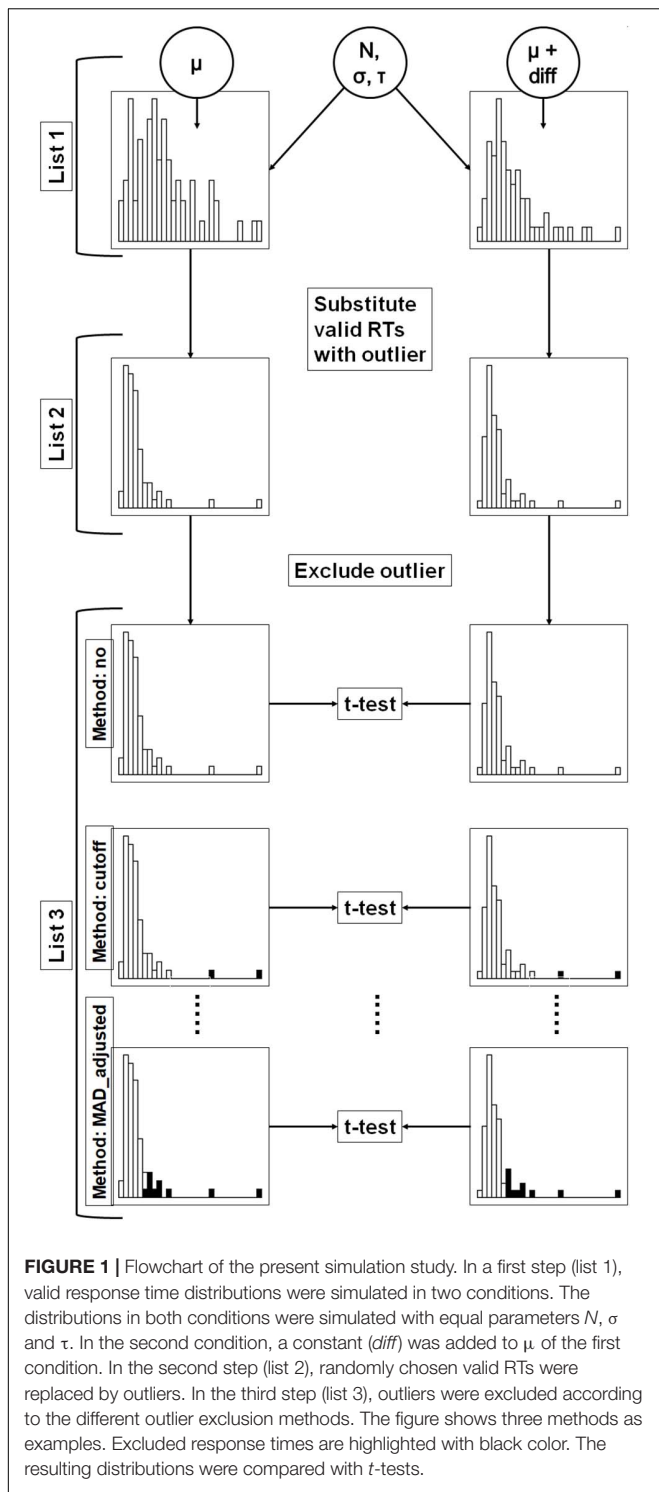 μ
N,
σ, τ
μ +
diff
List 1
Substitute
valid RTs
with outlier
List 2
Exclude outlier
List 3
Method: no
t-test
Method: cutoff
t-test
Method: MAD_adjusted
t-test
FIGURE 1 | Flowchart of the present simulation study. In a first step (list 1),
valid response time distributions were simulated in two conditions. The
distributions in both conditions were simulated with equal parameters N, σ
and τ. In the second condition, a constant (diff) was added to μ of the first
condition. In the second step (list 2), randomly chosen valid RTs were
replaced by outliers. In the third step (list 3), outliers were excluded according
to the different outlier exclusion methods. The figure shows three methods as
examples. Excluded response times are highlighted with black color. The
resulting distributions were compared with t-tests.